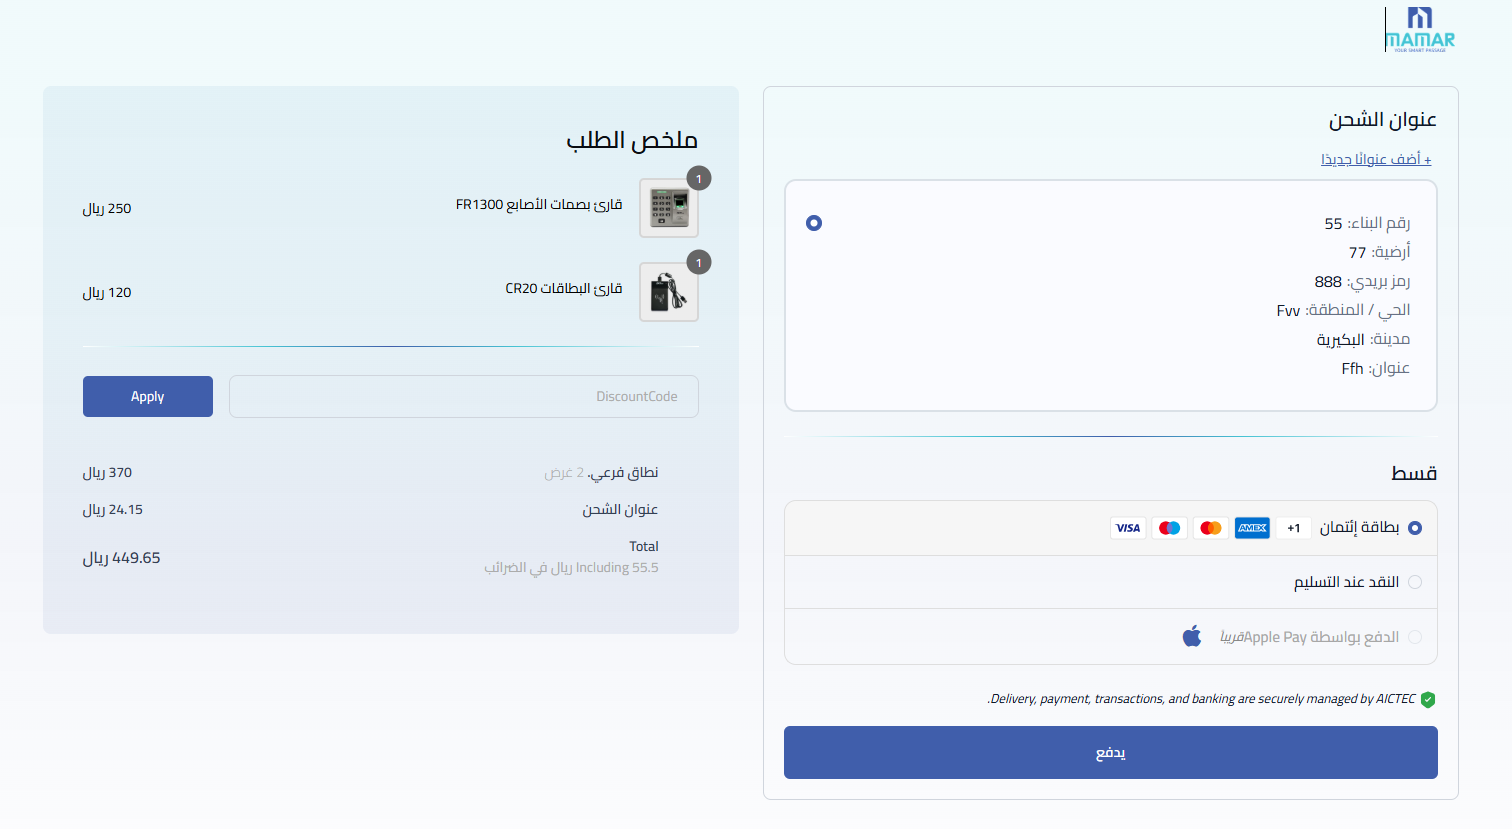 MAMAR
YOUR SMART PASSAGE
عنوان الشحن
+ أضف عنوانًا جديدًا
رقم البناء: 55
أرضية: 77
رمز بريدي: 888
الحي / المنطقة: Fvv
مدينة: البكيرية
عنوان: Ffh
قسط
بطاقة إئتمان +1 AMEX VISA
النقد عند التسليم
الدفع بواسطة Apple Pay قريباً
Delivery, payment, transactions, and banking are securely managed by AICTEC.
يدفع
ملخص الطلب
1
قارئ بصمات الأصابع FR1300 250 ريال
1
قارئ البطاقات CR20 120 ريال
DiscountCode Apply
نطاق فرعي. 2 غرض 370 ريال
عنوان الشحن 24.15 ريال
Total
449.65 ريال
Including 55.5 ريال في الضرائب